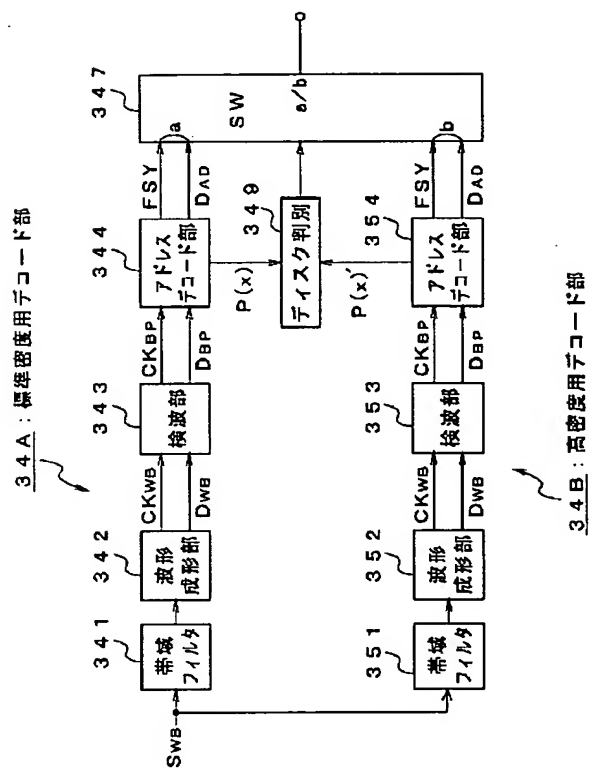 34A：標準密度用デコード部
SWB
341
帯域
フィルタ
342
波形
成形部
CKWB
DWB
343
検波部
CKBP
DBP
344
アドレス
デコード部
FSY
DAD
a
347
SW
a/b
P(x)
349
ディスク判別
P(x)'
351
帯域
フィルタ
352
波形
成形部
CKWB
DWB
353
検波部
CKBP
DBP
354
アドレス
デコード部
FSY
DAD
b
34B：高密度用デコード部